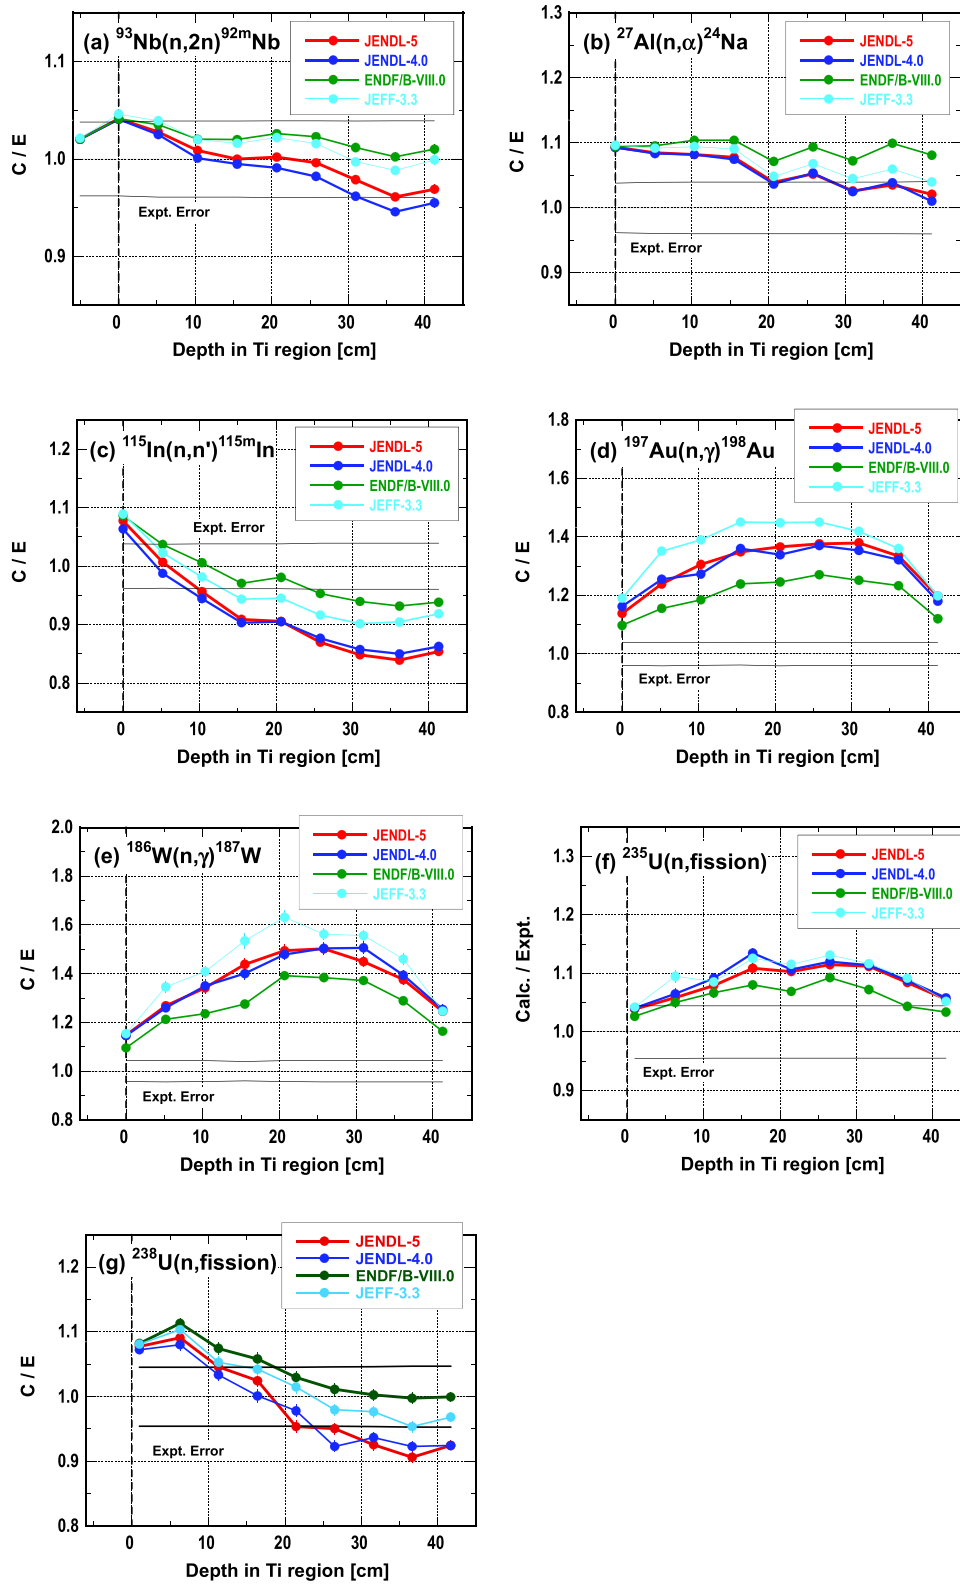 (a) ⁹³Nb(n,2n)⁹²ᵐNb
JENDL-5
JENDL-4.0
ENDF/B-VIII.0
JEFF-3.3
Expt. Error
C / E
1.1
1.0
0.9
0 10 20 30 40
Depth in Ti region [cm]
(b) ²⁷Al(n,α)²⁴Na
JENDL-5
JENDL-4.0
ENDF/B-VIII.0
JEFF-3.3
Expt. Error
C / E
1.3
1.2
1.1
1.0
0.9
0 10 20 30 40
Depth in Ti region [cm]
(c) ¹¹⁵In(n,n')¹¹⁵ᵐIn
JENDL-5
JENDL-4.0
ENDF/B-VIII.0
JEFF-3.3
Expt. Error
C / E
1.2
1.1
1.0
0.9
0.8
0 10 20 30 40
Depth in Ti region [cm]
(d) ¹⁹⁷Au(n,γ)¹⁹⁸Au
JENDL-5
JENDL-4.0
ENDF/B-VIII.0
JEFF-3.3
Expt. Error
C / E
1.8
1.6
1.4
1.2
1.0
0.8
0 10 20 30 40
Depth in Ti region [cm]
(e) ¹⁸⁶W(n,γ)¹⁸⁷W
JENDL-5
JENDL-4.0
ENDF/B-VIII.0
JEFF-3.3
Expt. Error
C / E
2.0
1.8
1.6
1.4
1.2
1.0
0.8
0 10 20 30 40
Depth in Ti region [cm]
(f) ²³⁵U(n,fission)
JENDL-5
JENDL-4.0
ENDF/B-VIII.0
JEFF-3.3
Expt. Error
Calc. / Expt.
1.3
1.2
1.1
1.0
0.9
0 10 20 30 40
Depth in Ti region [cm]
(g) ²³⁸U(n,fission)
JENDL-5
JENDL-4.0
ENDF/B-VIII.0
JEFF-3.3
Expt. Error
C / E
1.2
1.1
1.0
0.9
0.8
0 10 20 30 40
Depth in Ti region [cm]